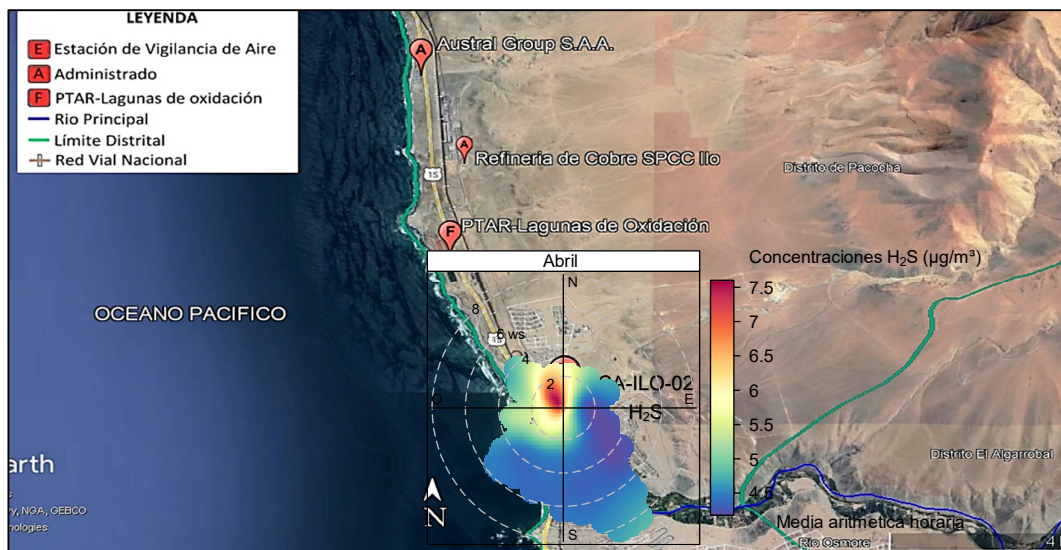 LEYENDA
E Estación de Vigilancia de Aire
A Administrado
F PTAR-Lagunas de oxidación
Rio Principal
Límite Distrital
Red Vial Nacional
A
Austral Group S.A.A.
A
Refineria de Cobre SPCC Ilo
1S
Distrito de Pacocha
F
PTAR-Lagunas de Oxidación
Concentraciones H₂S (µg/m³)
Abril
N
7.5
8
OCEANO PACIFICO
7
6 ws
1S
6.5
4
2
-ILO-02
6
O
E
H₂S
5.5
Distrito El Algarrobal
5
arth
4.5
y, NGA, GEBCO
nologies
N
S
Media aritmética horaria
Rio Osmore
4